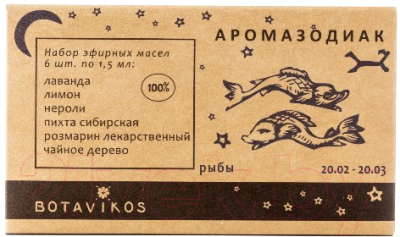 АРОМАЗОДИАК
Набор эфирных масел
6 шт. по 1,5 мл:
лаванда
лимон
нероли
пихта сибирская
розмарин лекарственный
чайное дерево
100%
рыбы
20.02 - 20.03
BOTAVIKOS